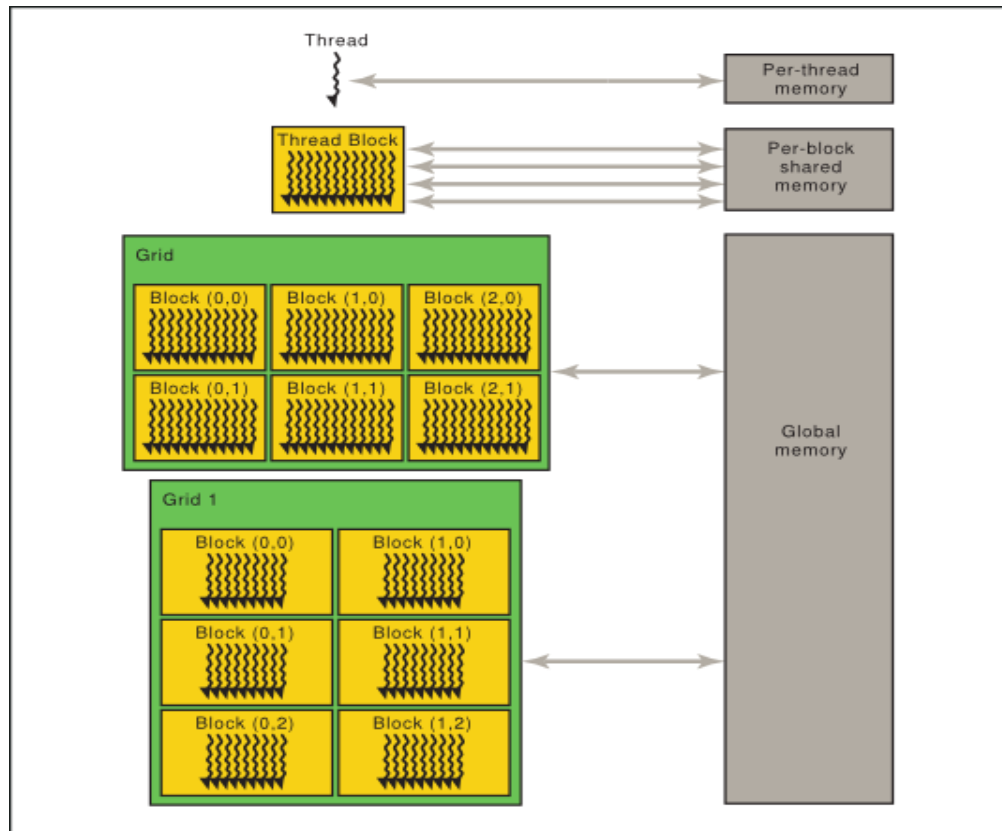 Thread
Per-thread
memory
Thread Block
Per-block
shared
memory
Grid
Block (0,0) Block (1,0) Block (2,0)
Block (0,1) Block (1,1) Block (2,1)
Global
memory
Grid 1
Block (0,0) Block (1,0)
Block (0,1) Block (1,1)
Block (0,2) Block (1,2)